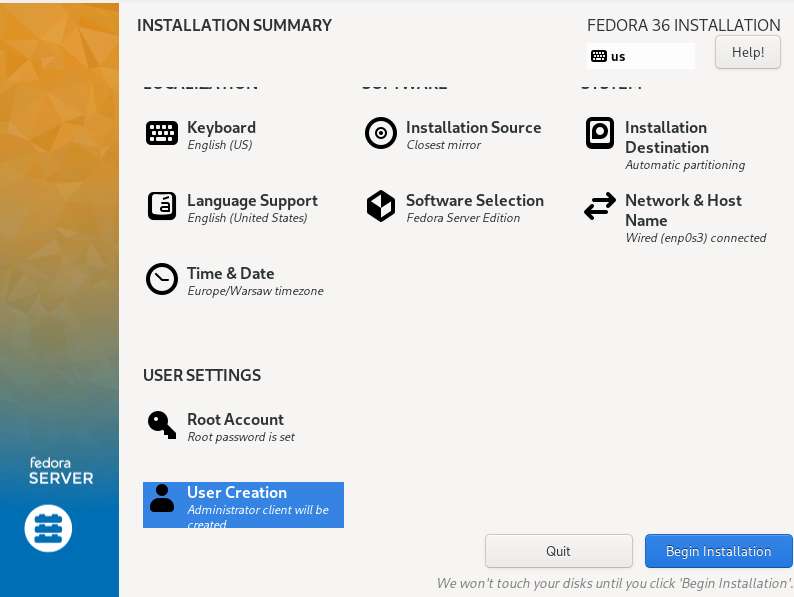 INSTALLATION SUMMARY
FEDORA 36 INSTALLATION
us
Help!
LOCALIZATION
SOFTWARE
SYSTEM
Keyboard
English (US)
Language Support
English (United States)
Time & Date
Europe/Warsaw timezone
Installation Source
Closest mirror
Software Selection
Fedora Server Edition
Installation
Destination
Automatic partitioning
Network & Host
Name
Wired (enp0s3) connected
USER SETTINGS
Root Account
Root password is set
User Creation
Administrator client will be
created
fedora
SERVER
Quit
Begin Installation
We won't touch your disks until you click 'Begin Installation'.